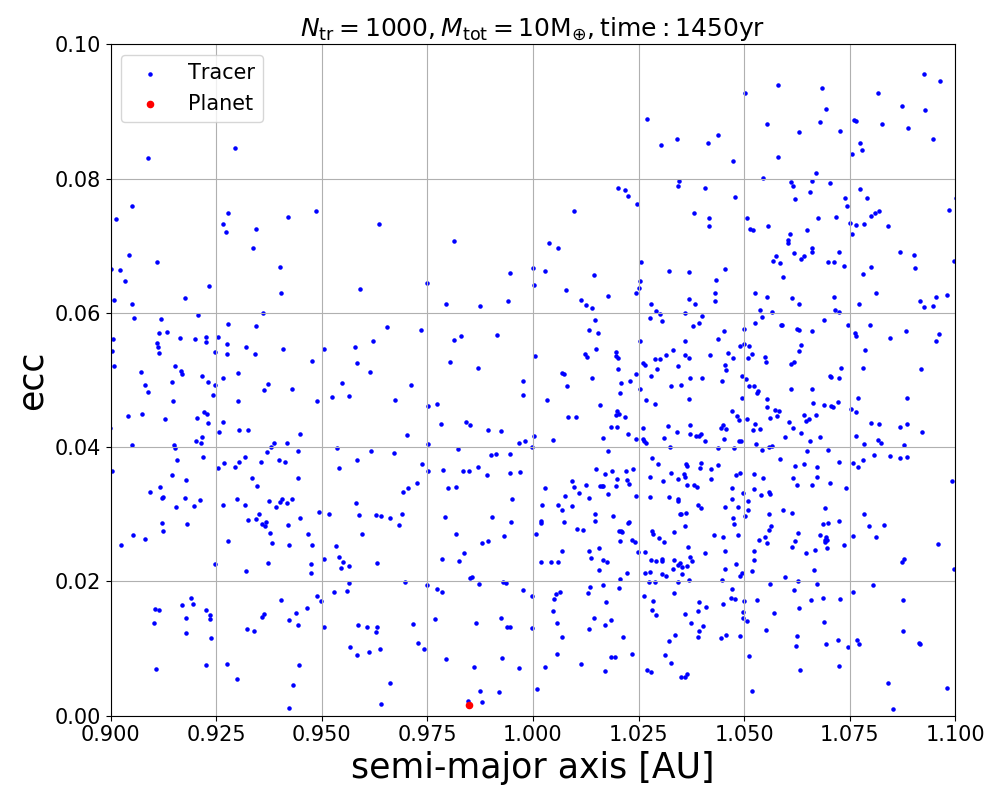 N_tr = 1000, M_tot = 10M_⊕, time : 1450yr
0.10
Tracer
Planet
0.08
0.06
ecc
0.04
0.02
0.00
0.900 0.925 0.950 0.975 1.000 1.025 1.050 1.075 1.100
semi-major axis [AU]